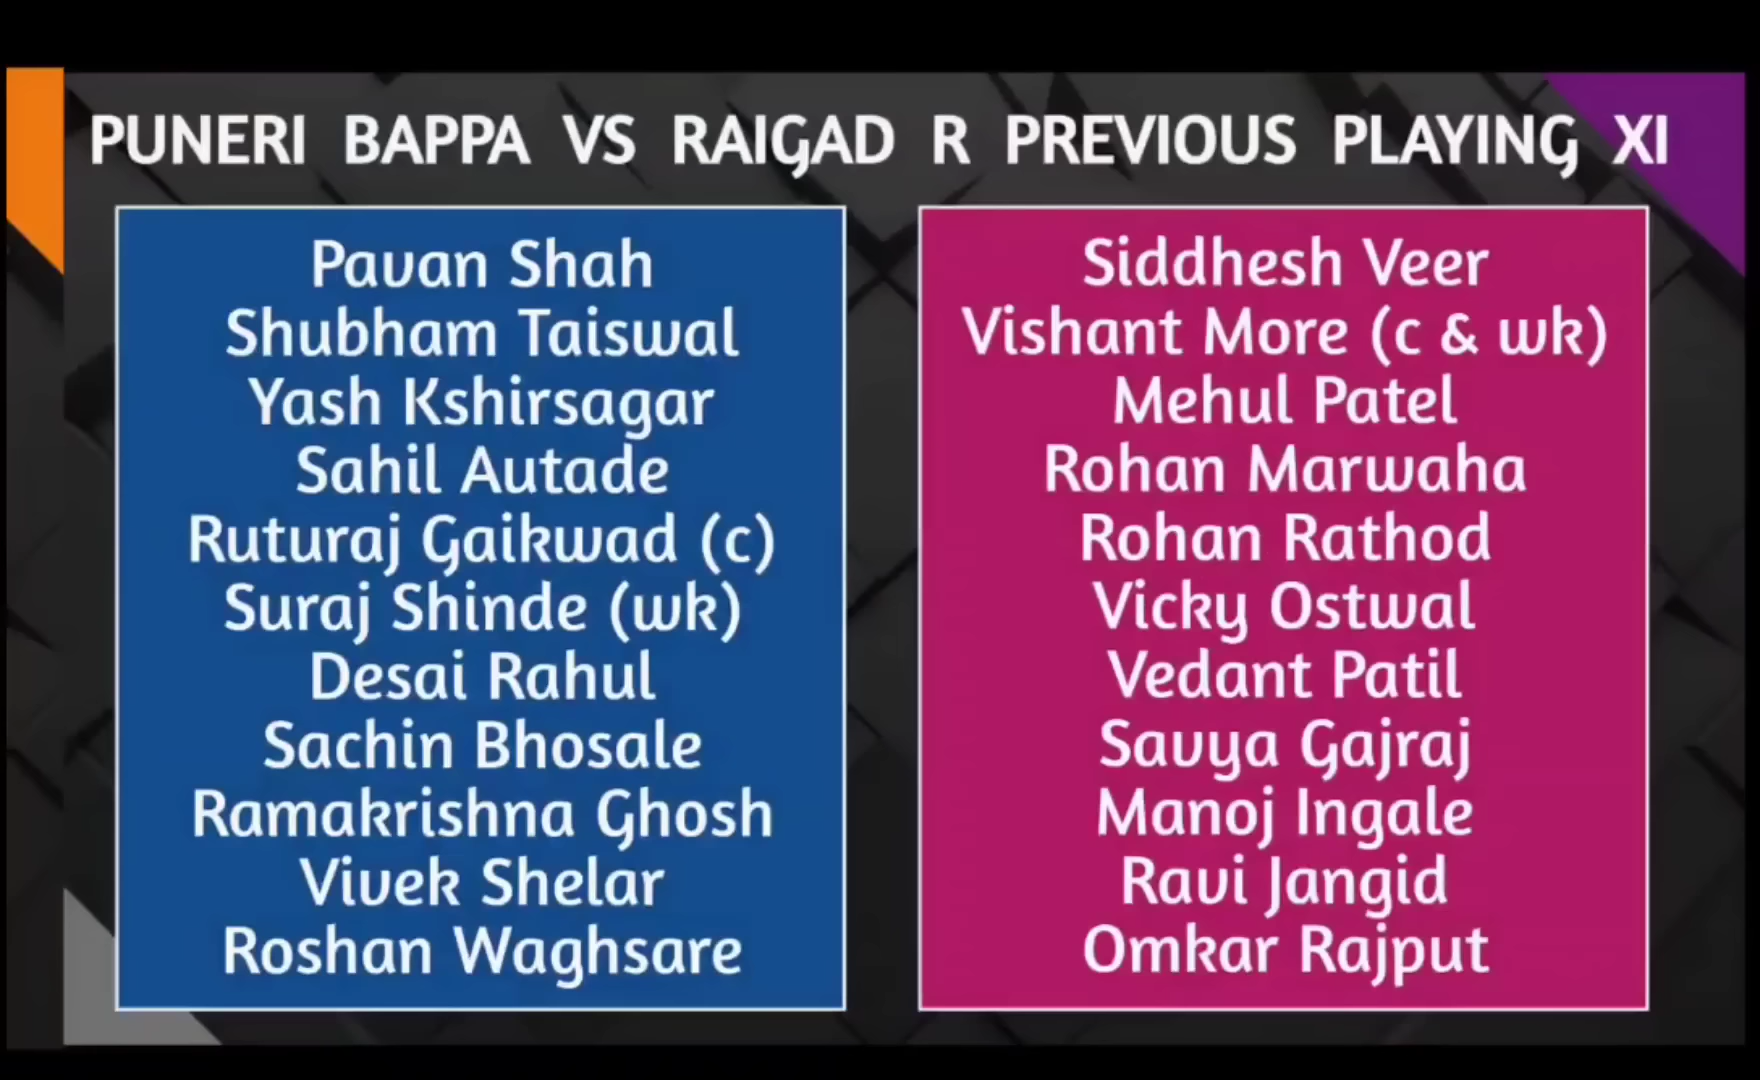 PUNERI BAPPA VS RAIGAD R PREVIOUS PLAYING XI
Pavan Shah
Shubham Taiswal
Yash Kshirsagar
Sahil Autade
Ruturaj Gaikwad (c)
Suraj Shinde (wk)
Desai Rahul
Sachin Bhosale
Ramakrishna Ghosh
Vivek Shelar
Roshan Waghsare
Siddhesh Veer
Vishant More (c & wk)
Mehul Patel
Rohan Marwaha
Rohan Rathod
Vicky Ostwal
Vedant Patil
Savya Gajraj
Manoj Ingale
Ravi Jangid
Omkar Rajput